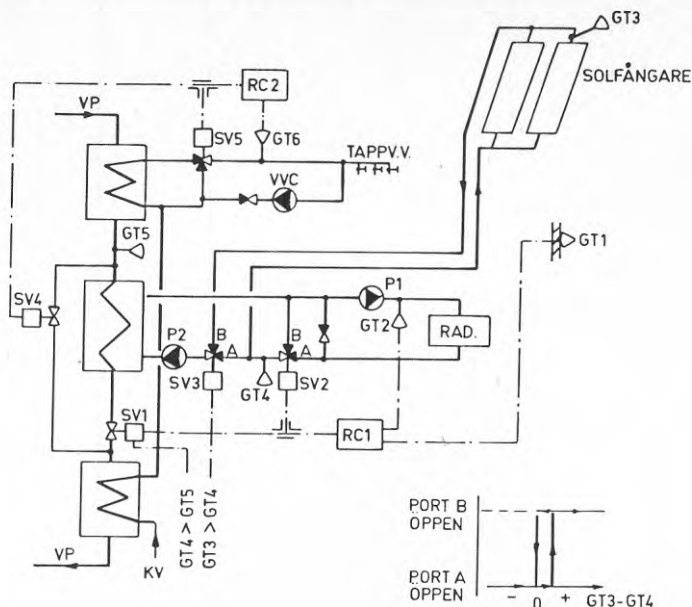 GT3
SOLFÅNGARE
VP
RC2
SV5
GT6
TAPPV.V.
VVC
GT5
GT1
SV4
P1
P2
B
A
B
A
GT2
RAD.
SV3
GT4
SV2
SV1
RC1
GT4 > GT5
GT3 > GT4
VP
KV
PORT B
ÖPPEN
PORT A
ÖPPEN
- 0 + GT3-GT4